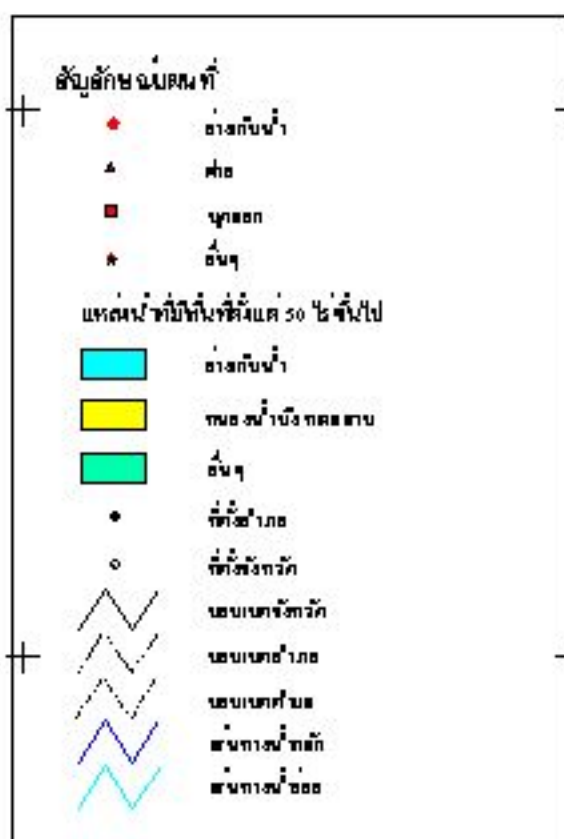 สัญลักษณ์แผนที่
อ่างเก็บน้ำ
ฝาย
ขุดลอก
อื่นๆ
แหล่งน้ำที่มีพื้นที่ตั้งแต่ 50 ไร่ขึ้นไป
อ่างเก็บน้ำ
หนองน้ำบึง
อื่นๆ
ที่ตั้งอำเภอ
ที่ตั้งจังหวัด
ขอบเขตจังหวัด
ขอบเขตอำเภอ
ขอบเขตตำบล
เส้นทางน้ำหลัก
เส้นทางน้ำย่อย